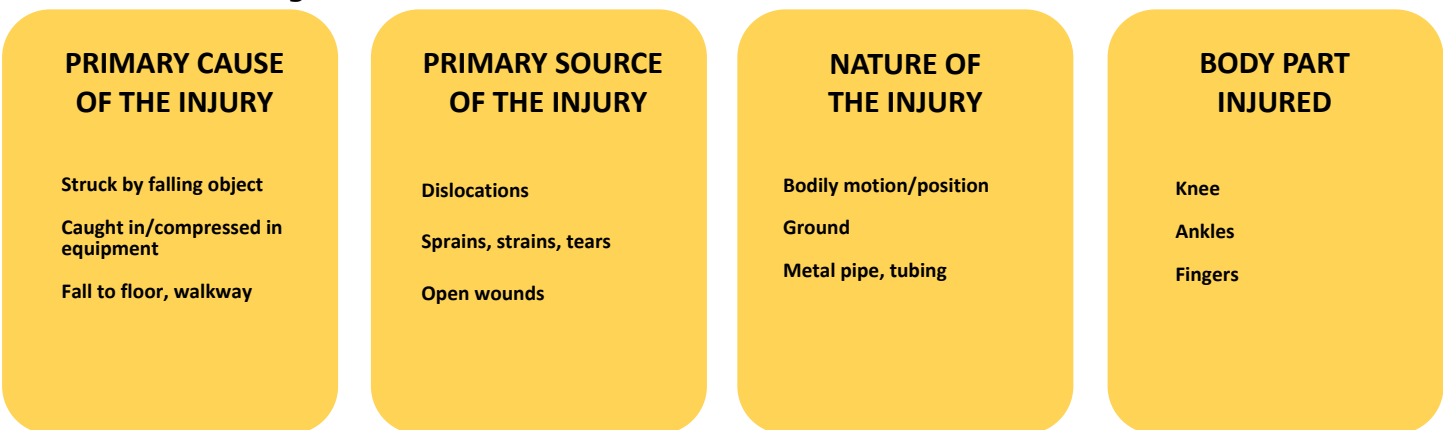 PRIMARY CAUSE
OF THE INJURY
Struck by falling object
Caught in/compressed in
equipment
Fall to floor, walkway
PRIMARY SOURCE
OF THE INJURY
Dislocations
Sprains, strains, tears
Open wounds
NATURE OF
THE INJURY
Bodily motion/position
Ground
Metal pipe, tubing
BODY PART
INJURED
Knee
Ankles
Fingers